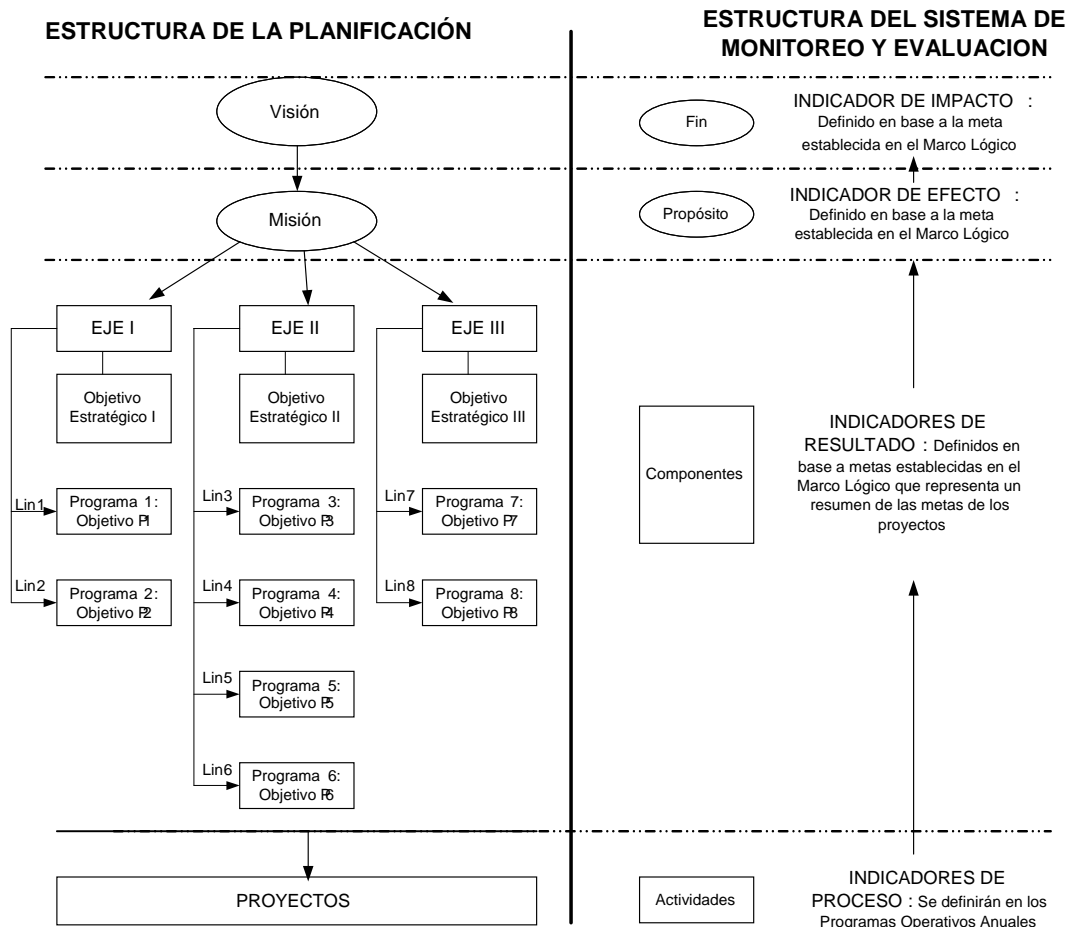 ESTRUCTURA DE LA PLANIFICACIÓN
ESTRUCTURA DEL SISTEMA DE
MONITOREO Y EVALUACION
Visión
Fin
INDICADOR DE IMPACTO :
Definido en base a la meta
establecida en el Marco Lógico
Misión
Propósito
INDICADOR DE EFECTO :
Definido en base a la meta
establecida en el Marco Lógico
EJE I
EJE II
EJE III
Objetivo
Estratégico I
Objetivo
Estratégico II
Objetivo
Estratégico III
Lin1
Programa 1:
Objetivo P1
Lin3
Programa 3:
Objetivo P3
Lin7
Programa 7:
Objetivo P7
Lin2
Programa 2:
Objetivo P2
Lin4
Programa 4:
Objetivo P4
Lin8
Programa 8:
Objetivo P8
Lin5
Programa 5:
Objetivo P5
Lin6
Programa 6:
Objetivo P6
Componentes
INDICADORES DE
RESULTADO : Definidos en
base a metas establecidas en el
Marco Lógico que representa un
resumen de las metas de los
proyectos
PROYECTOS
Actividades
INDICADORES DE
PROCESO : Se definirán en los
Programas Operativos Anuales